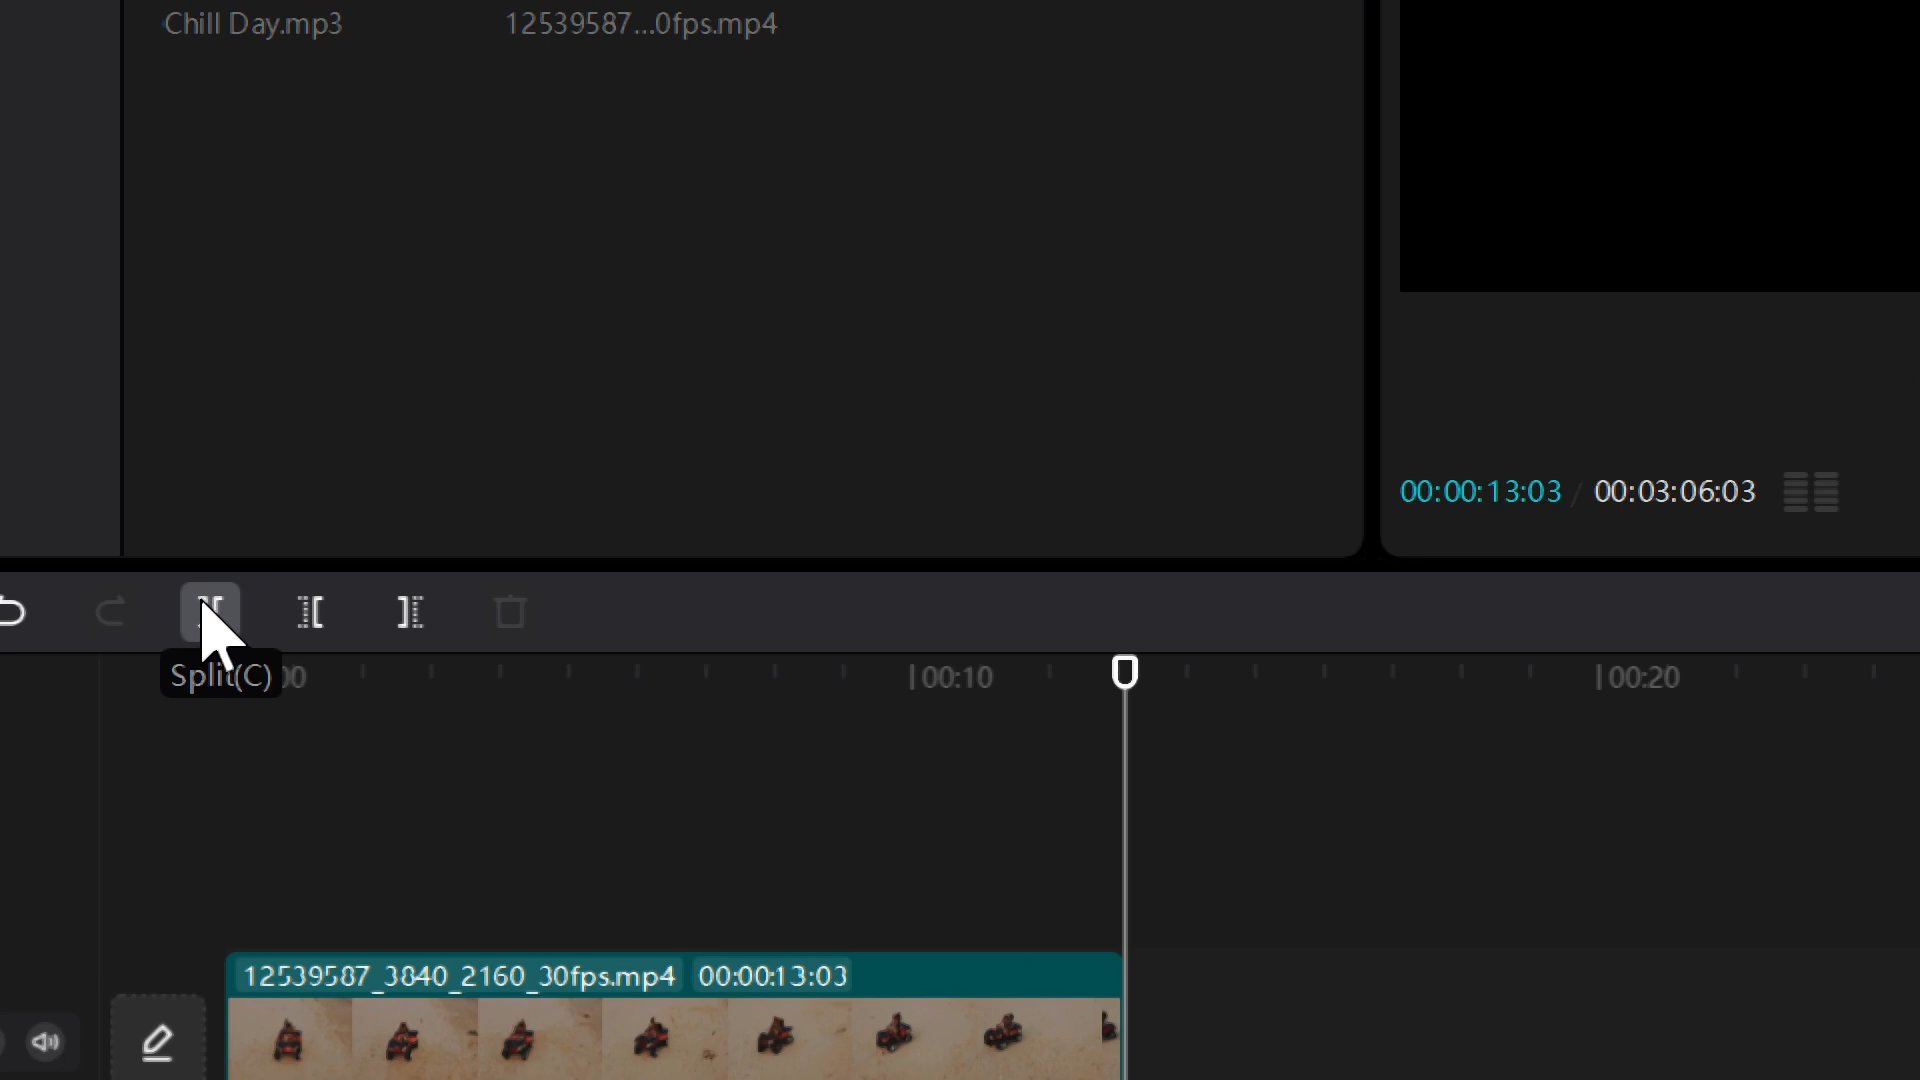 Chill Day.mp3
12539587...0fps.mp4
00:00:13:03 / 00:03:06:03
Split(C)
00:10
00:20
12539587_3840_2160_30fps.mp4 00:00:13:03